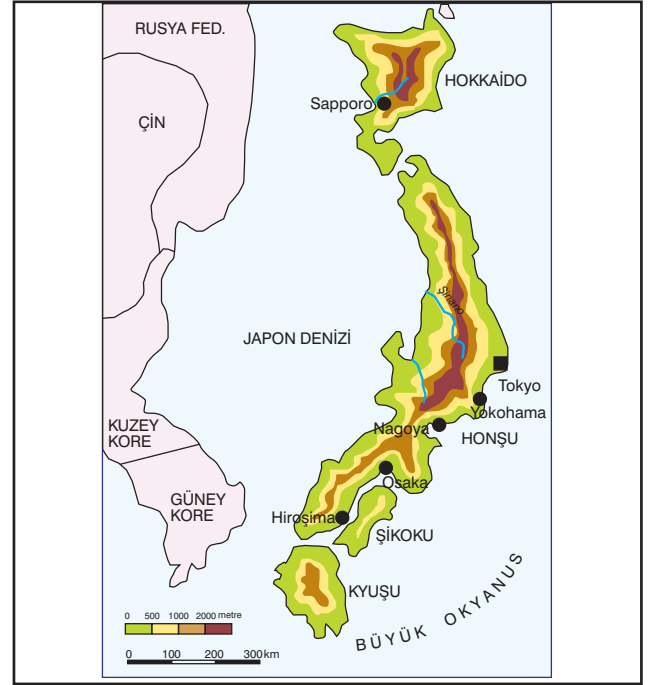 RUSYA FED.
HOKKAİDO
Sapporo
ÇİN
Şinano
JAPON DENİZİ
Tokyo
Yokohama
KUZEY
KORE
Nagoya
HONŞU
Osaka
GÜNEY
KORE
Hiroşima
ŞİKOKU
KYUŞU
BÜYÜK OKYANUS
0 500 1000 2000 metre
0 100 200 300 km